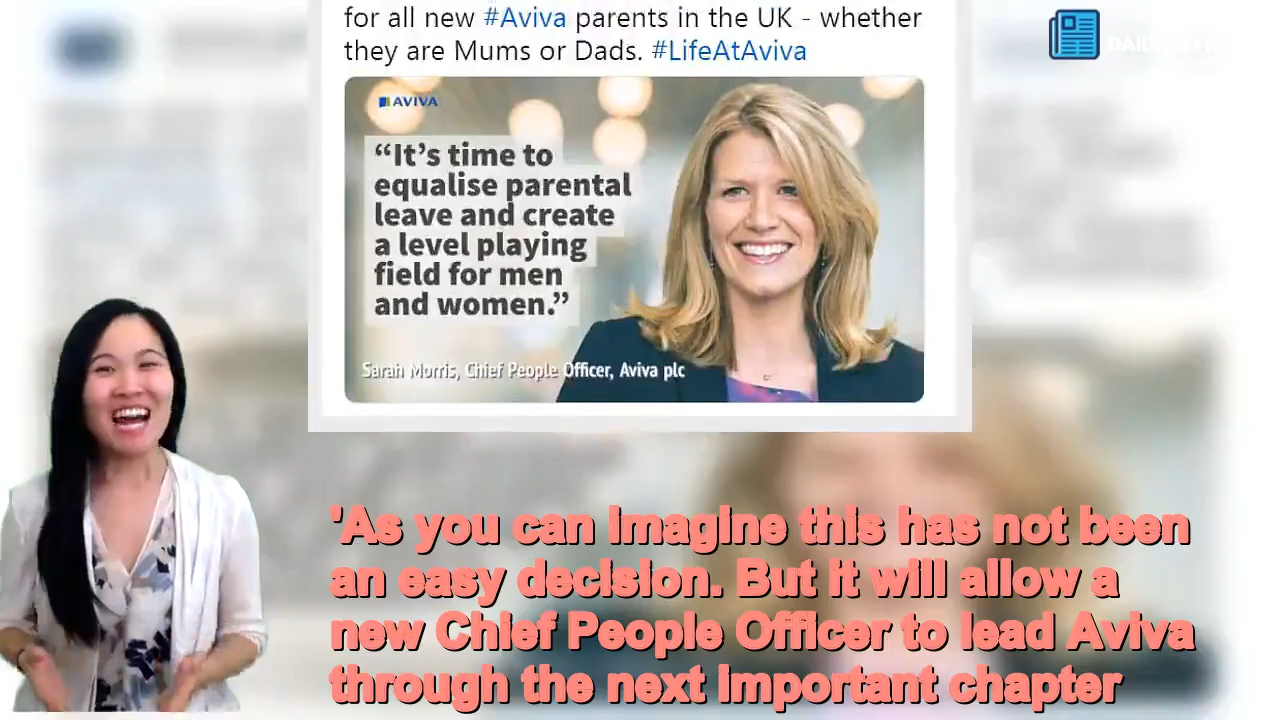 for all new #Aviva parents in the UK - whether
they are Mums or Dads. #LifeAtAviva
DAILY
AVIVA
“It’s time to
equalise parental
leave and create
a level playing
field for men
and women.”
Sarah Morris, Chief People Officer, Aviva plc
'As you can imagine this has not been
an easy decision. But it will allow a
new Chief People Officer to lead Aviva
through the next important chapter